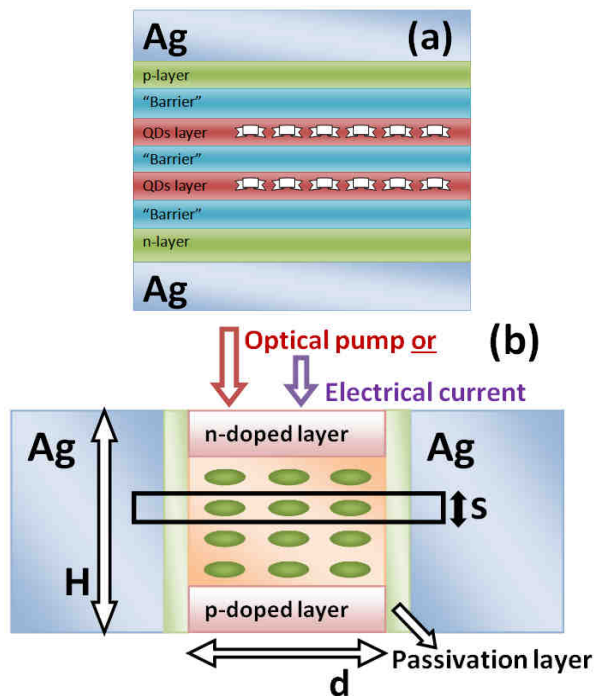 Ag
(a)
p-layer
“Barrier”
QDs layer
“Barrier”
QDs layer
“Barrier”
n-layer
Ag
Optical pump or
(b)
Electrical current
Ag
n-doped layer
Ag
S
H
p-doped layer
d
Passivation layer